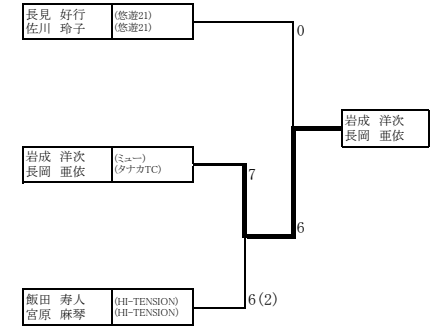 長見 好行 (悠遊21)
佐川 玲子 (悠遊21)
0
岩成 洋次
長岡 亜依
岩成 洋次 (ミュー)
長岡 亜依 (タナカTC)
7
6
飯田 寿人 (HI-TENSION)
宮原 麻琴 (HI-TENSION)
6(2)